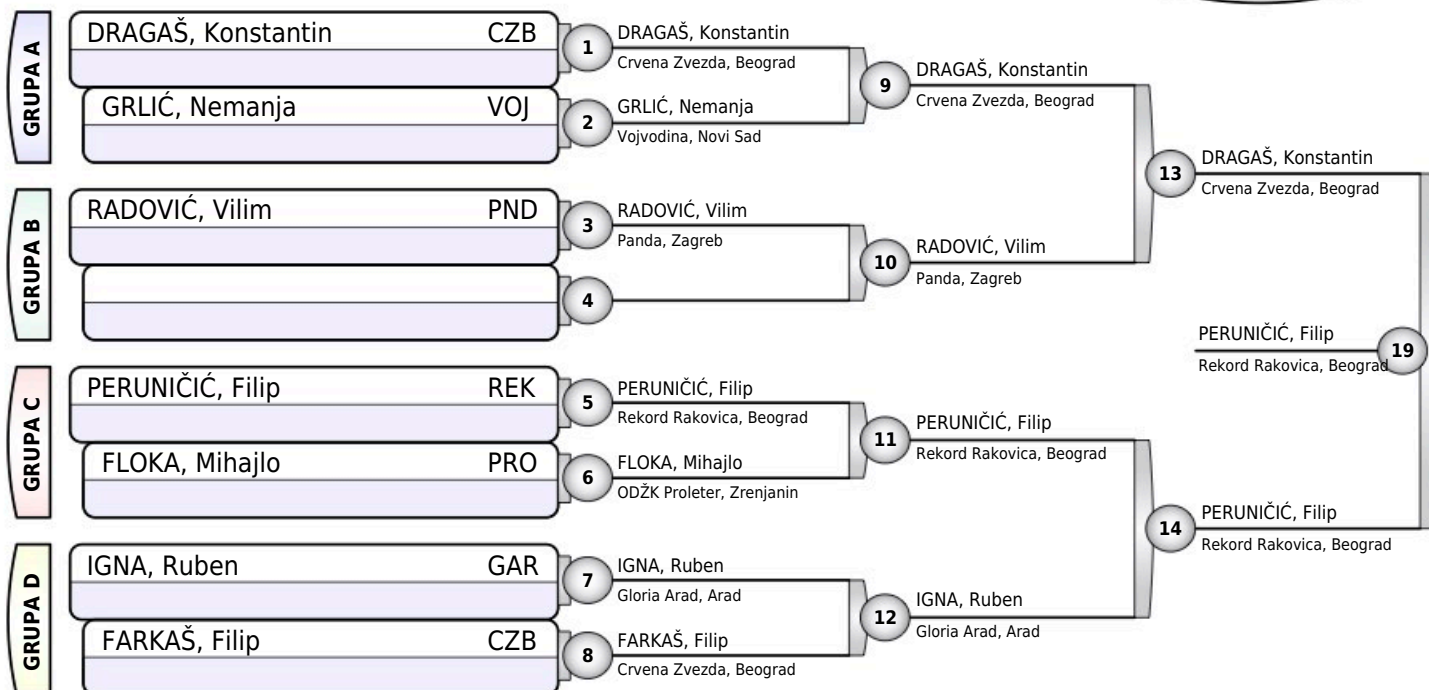 GRUPA A
DRAGAŠ, Konstantin CZB
GRLIĆ, Nemanja VOJ
GRUPA B
RADOVIĆ, Vilim PND
GRUPA C
PERUNIČIĆ, Filip REK
FLOKA, Mihajlo PRO
GRUPA D
IGNA, Ruben GAR
FARKAŠ, Filip CZB
1
DRAGAŠ, Konstantin
Crvena Zvezda, Beograd
2
GRLIĆ, Nemanja
Vojvodina, Novi Sad
3
RADOVIĆ, Vilim
Panda, Zagreb
4
5
PERUNIČIĆ, Filip
Rekord Rakovica, Beograd
6
FLOKA, Mihajlo
ODŽK Proleter, Zrenjanin
7
IGNA, Ruben
Gloria Arad, Arad
8
FARKAŠ, Filip
Crvena Zvezda, Beograd
9
DRAGAŠ, Konstantin
Crvena Zvezda, Beograd
10
RADOVIĆ, Vilim
Panda, Zagreb
11
PERUNIČIĆ, Filip
Rekord Rakovica, Beograd
12
IGNA, Ruben
Gloria Arad, Arad
13
DRAGAŠ, Konstantin
Crvena Zvezda, Beograd
14
PERUNIČIĆ, Filip
Rekord Rakovica, Beograd
PERUNIČIĆ, Filip
Rekord Rakovica, Beograd
19